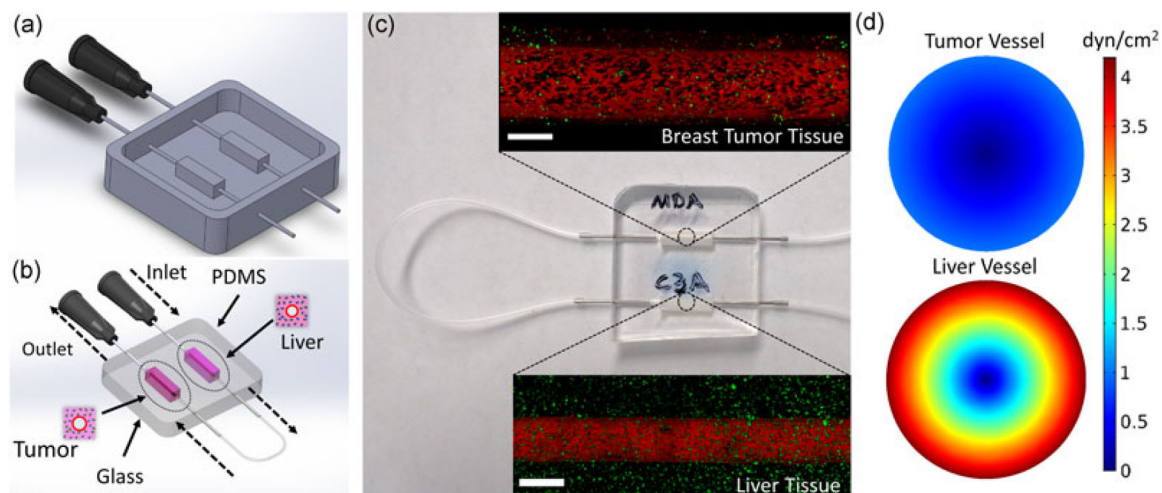 (a)
(b)
Inlet
PDMS
Liver
Outlet
Tumor
Glass
(c)
Breast Tumor Tissue
MDA
C3A
Liver Tissue
(d)
Tumor Vessel
dyn/cm²
Liver Vessel
4
3.5
3
2.5
2
1.5
1
0.5
0